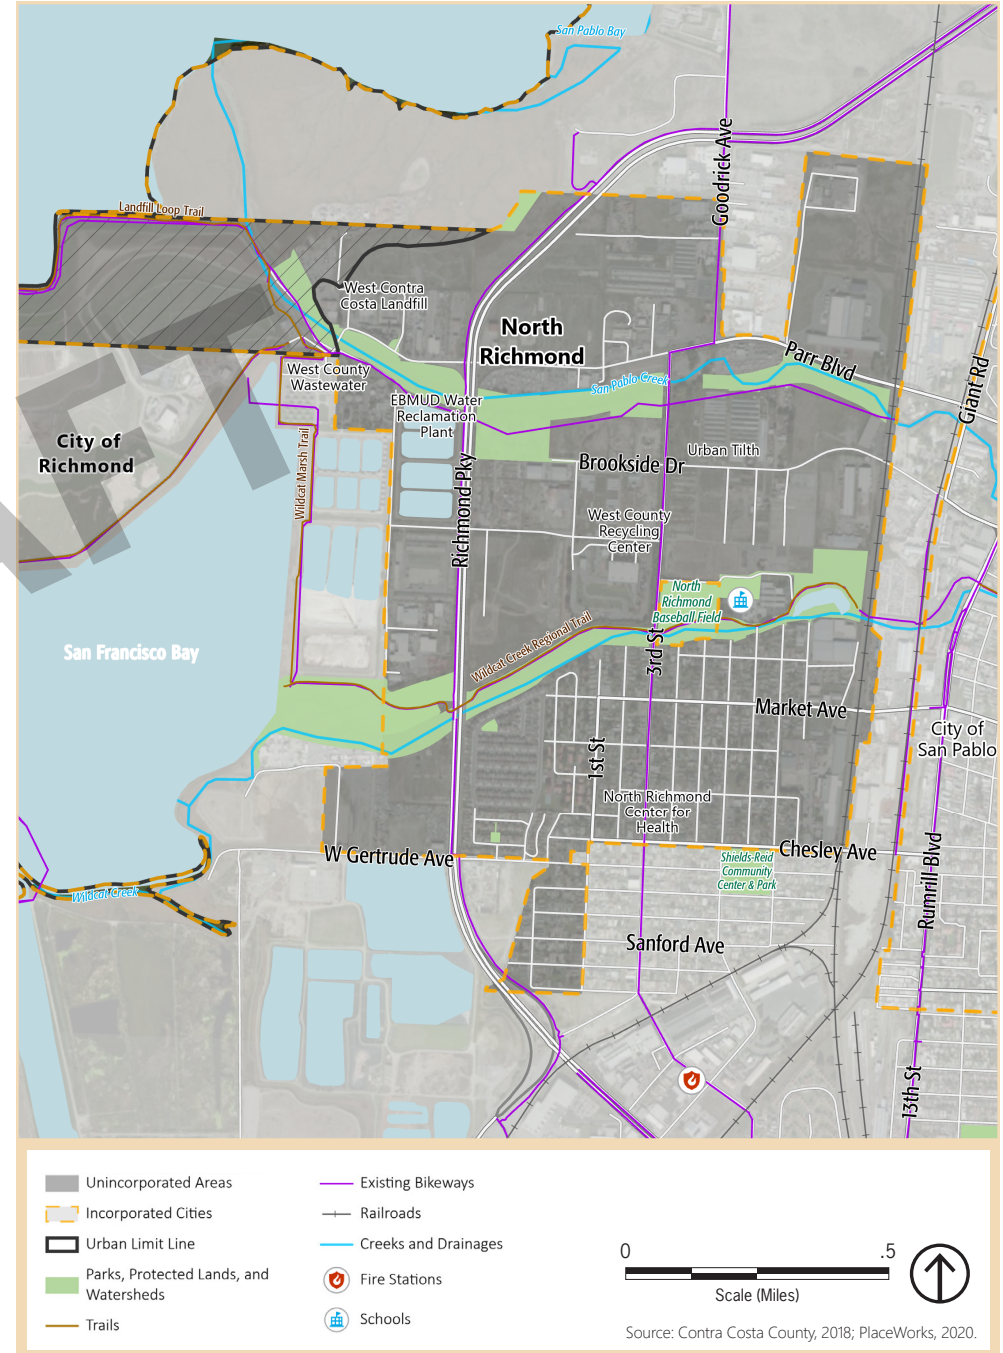 San Pablo Bay
Goodrick Ave
Landfill Loop Trail
West Contra
Costa Landfill
North
Richmond
Parr Blvd
Giant Rd
West County
Wastewater
San Pablo Creek
EBMUD Water
Reclamation
Plant
City of
Richmond
Wildcat Marsh Trail
Richmond Pky
Brookside Dr
Urban Tilth
West County
Recycling
Center
North
Richmond
Baseball Field
Wildcat Creek Regional Trail
3rd St
San Francisco Bay
Market Ave
City of
San Pablo
1st St
North Richmond
Center for
Health
W Gertrude Ave
Chesley Ave
Shields-Reid
Community
Center & Park
Rumrill Blvd
Wildcat Creek
Sanford Ave
13th St
AFT
Unincorporated Areas
Incorporated Cities
Urban Limit Line
Parks, Protected Lands, and
Watersheds
Trails
Existing Bikeways
Railroads
Creeks and Drainages
Fire Stations
Schools
0 .5
Scale (Miles)
Source: Contra Costa County, 2018; PlaceWorks, 2020.